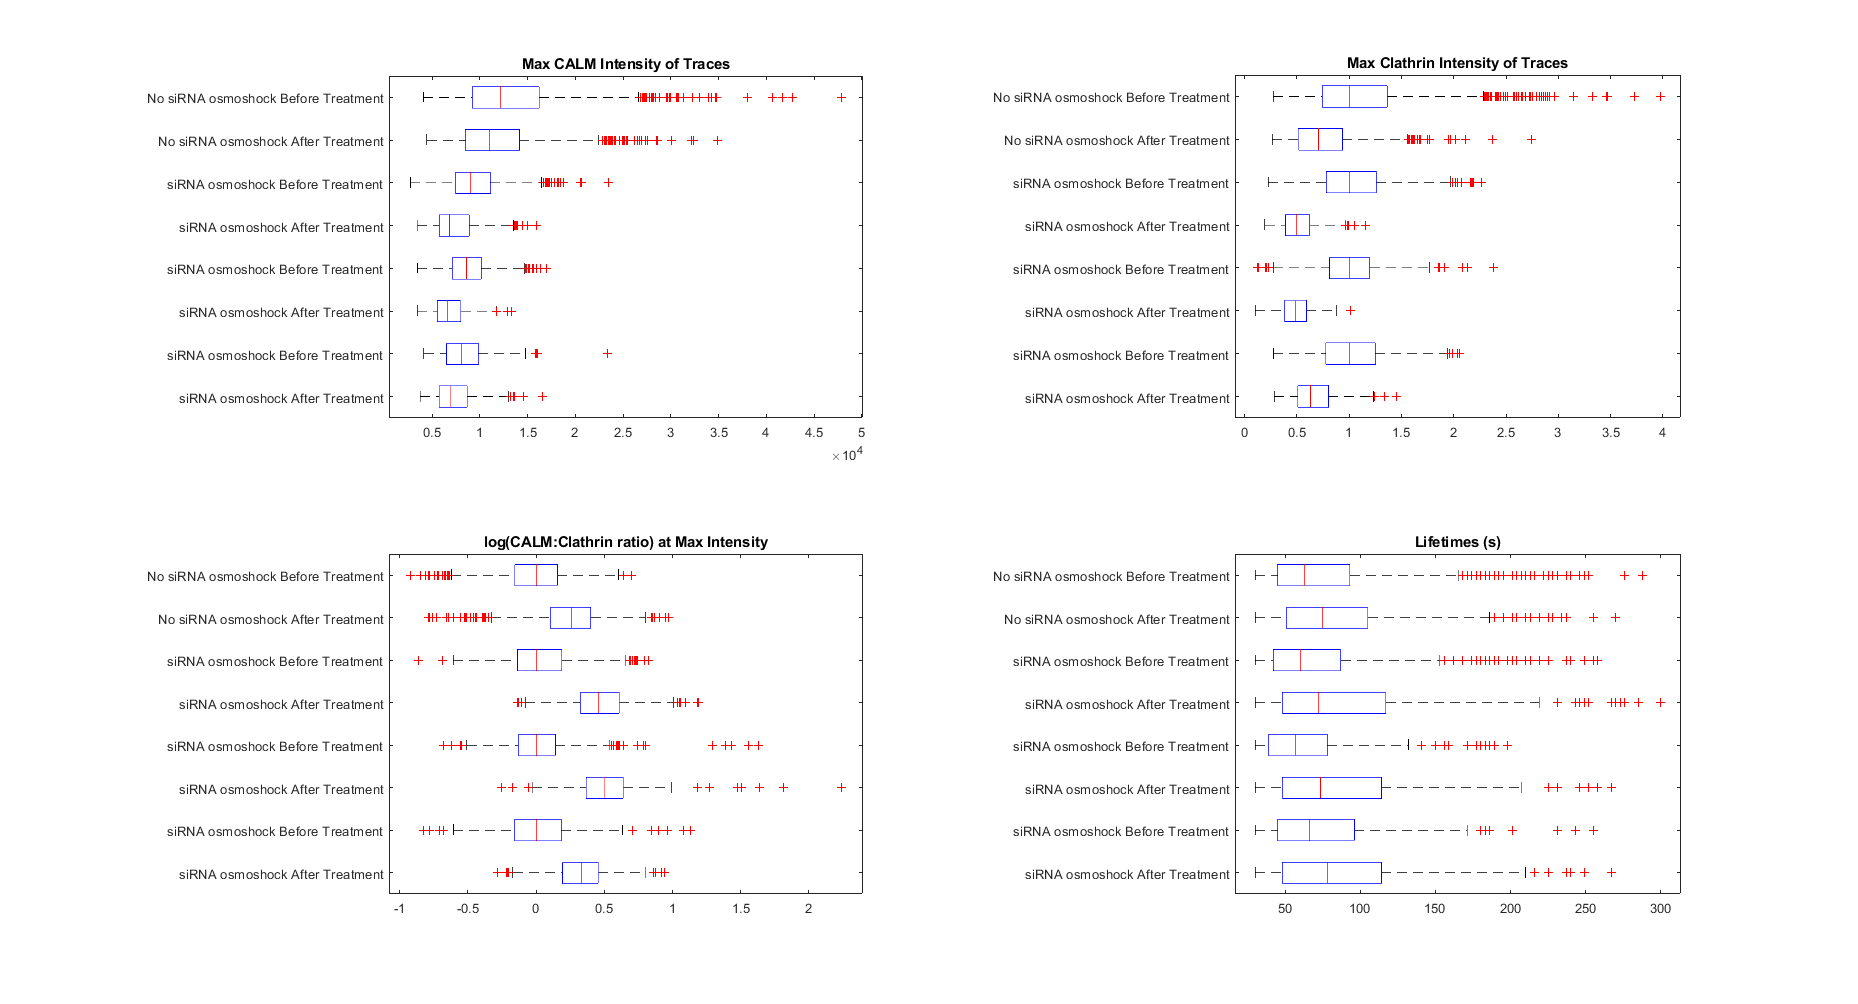 Max CALM Intensity of Traces
No siRNA osmoshock Before Treatment
No siRNA osmoshock After Treatment
siRNA osmoshock Before Treatment
siRNA osmoshock After Treatment
siRNA osmoshock Before Treatment
siRNA osmoshock After Treatment
siRNA osmoshock Before Treatment
siRNA osmoshock After Treatment
0.5 1 1.5 2 2.5 3 3.5 4 4.5 5
×10^4
Max Clathrin Intensity of Traces
No siRNA osmoshock Before Treatment
No siRNA osmoshock After Treatment
siRNA osmoshock Before Treatment
siRNA osmoshock After Treatment
siRNA osmoshock Before Treatment
siRNA osmoshock After Treatment
siRNA osmoshock Before Treatment
siRNA osmoshock After Treatment
0 0.5 1 1.5 2 2.5 3 3.5 4
log(CALM:Clathrin ratio) at Max Intensity
No siRNA osmoshock Before Treatment
No siRNA osmoshock After Treatment
siRNA osmoshock Before Treatment
siRNA osmoshock After Treatment
siRNA osmoshock Before Treatment
siRNA osmoshock After Treatment
siRNA osmoshock Before Treatment
siRNA osmoshock After Treatment
-1 -0.5 0 0.5 1 1.5 2
Lifetimes (s)
No siRNA osmoshock Before Treatment
No siRNA osmoshock After Treatment
siRNA osmoshock Before Treatment
siRNA osmoshock After Treatment
siRNA osmoshock Before Treatment
siRNA osmoshock After Treatment
siRNA osmoshock Before Treatment
siRNA osmoshock After Treatment
50 100 150 200 250 300